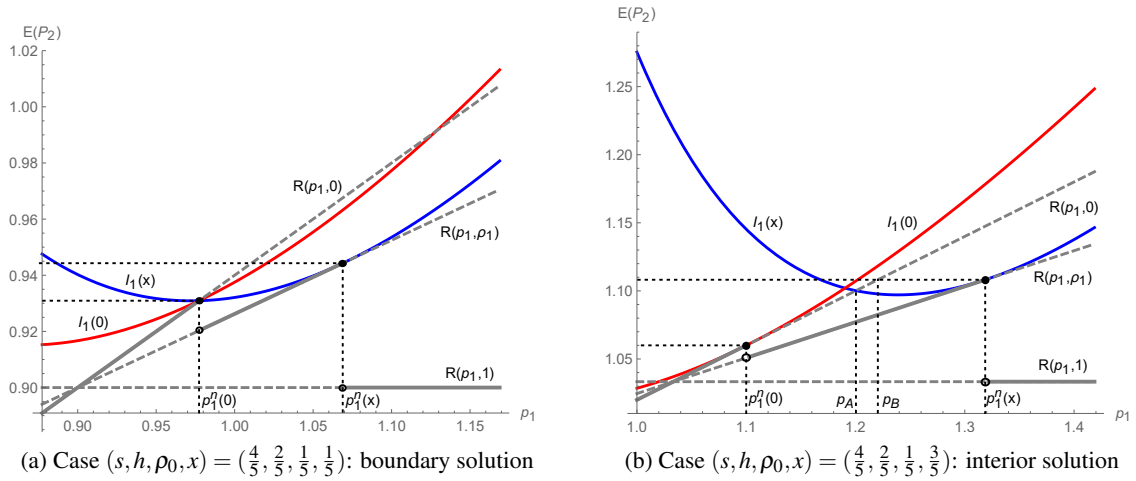 E(P₂)
1.02
1.00
0.98
0.96
0.94
0.92
0.90
R(p₁,0)
R(p₁,ρ₁)
I₁(x)
I₁(0)
R(p₁,1)
0.90 0.95 1.00 1.05 1.10 1.15
p₁ⁿ(0) p₁ⁿ(x) p₁
(a) Case (s,h,ρ₀,x) = (4/5, 2/5, 1/5, 1/5): boundary solution
E(P₂)
1.25
1.20
1.15
1.10
1.05
I₁(x)
I₁(0)
R(p₁,0)
R(p₁,ρ₁)
R(p₁,1)
p₁ⁿ(0) p_A p_B p₁ⁿ(x) p₁
1.0 1.1 1.2 1.3 1.4
(b) Case (s,h,ρ₀,x) = (4/5, 2/5, 1/5, 3/5): interior solution